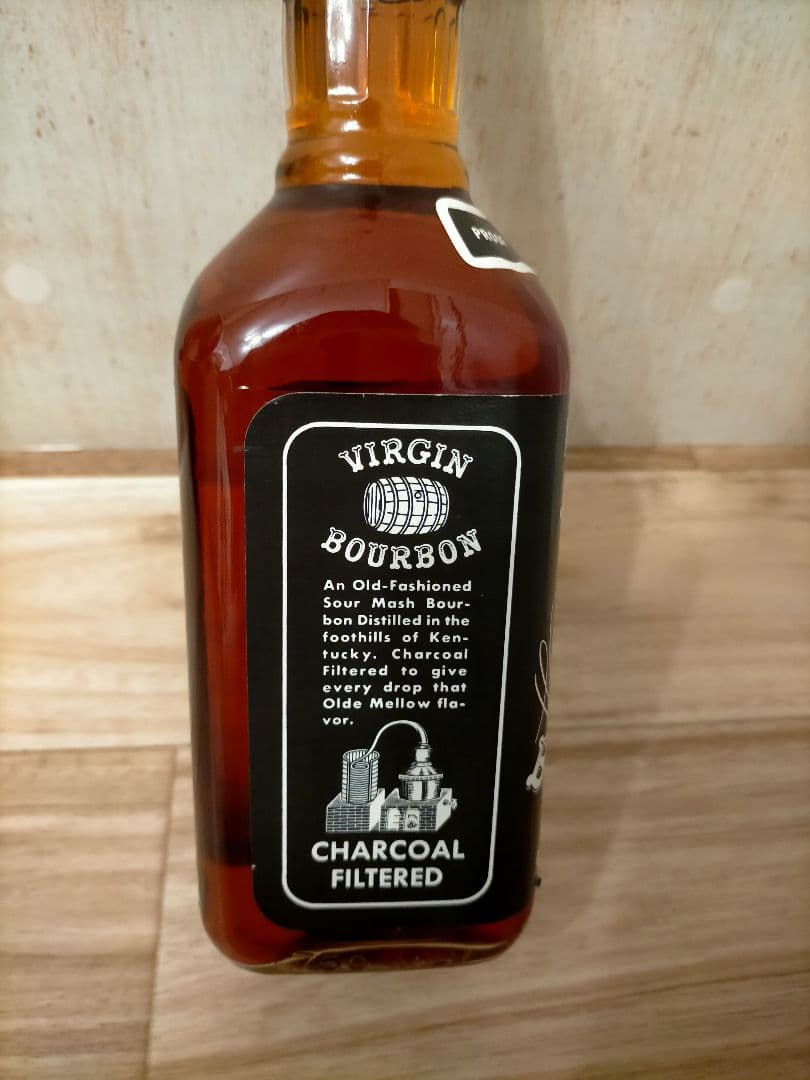 PROOF
VIRGIN
BOURBON
An Old-Fashioned
Sour Mash Bour-
bon Distilled in the
foothills of Ken-
tucky. Charcoal
Filtered to give
every drop that
Olde Mellow fla-
vor.
CHARCOAL
FILTERED